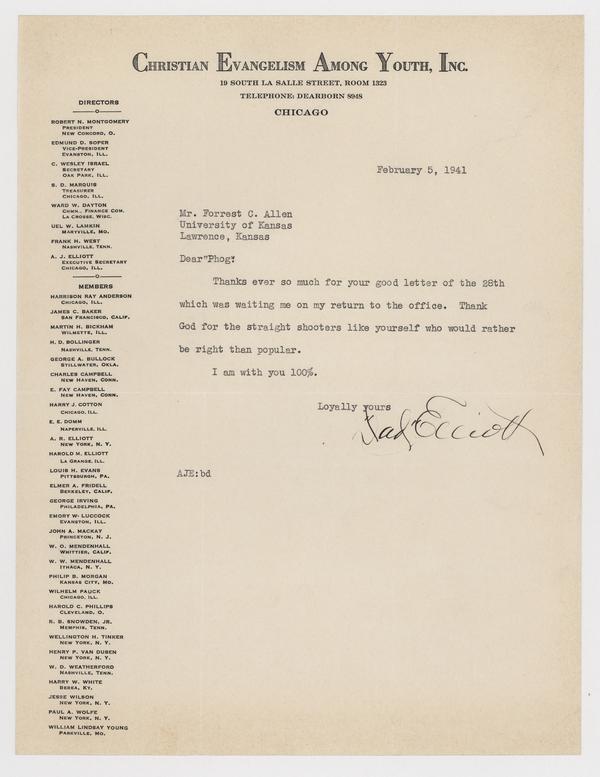 CHRISTIAN EVANGELISM AMONG YOUTH, INC.
19 SOUTH LA SALLE STREET, ROOM 1323
TELEPHONE: DEARBORN 8948
CHICAGO
DIRECTORS
ROBERT N. MONTGOMERY
PRESIDENT
NEW CONCORD, O.
EDMUND D. SOPER
VICE-PRESIDENT
EVANSTON, ILL.
C. WESLEY ISRAEL
SECRETARY
OAK PARK, ILL.
S. D. MARQUIS
TREASURER
CHICAGO, ILL.
WARD W. DAYTON
CHMN., FINANCE COM.
LA CROSSE, WISC.
UEL W. LAMKIN
MARYVILLE, MO.
FRANK H. WEST
NASHVILLE, TENN.
A. J. ELLIOTT
EXECUTIVE SECRETARY
CHICAGO, ILL.
MEMBERS
HARRISON RAY ANDERSON
CHICAGO, ILL.
JAMES C. BAKER
SAN FRANCISCO, CALIF.
MARTIN H. BICKHAM
WILMETTE, ILL.
H. D. BOLLINGER
NASHVILLE, TENN.
GEORGE A. BULLOCK
STILLWATER, OKLA.
CHARLES CAMPBELL
NEW HAVEN, CONN.
E. FAY CAMPBELL
NEW HAVEN, CONN.
HARRY J. COTTON
CHICAGO, ILL.
E. E. DOMM
NAPERVILLE, ILL.
A. R. ELLIOTT
NEW YORK, N. Y.
HAROLD M. ELLIOTT
LA GRANGE, ILL.
LOUIS H. EVANS
PITTSBURGH, PA.
ELMER A. FRIDELL
BERKELEY, CALIF.
GEORGE IRVING
PHILADELPHIA, PA.
EMORY W. LUCCOCK
EVANSTON, ILL.
JOHN A. MACKAY
PRINCETON, N. J.
W. O. MENDENHALL
WHITTIER, CALIF.
W. W. MENDENHALL
ITHACA, N. Y.
PHILIP B. MORGAN
KANSAS CITY, MO.
WILHELM PAUCK
CHICAGO, ILL.
HAROLD C. PHILLIPS
CLEVELAND, O.
R. B. SNOWDEN, JR.
MEMPHIS, TENN.
WELLINGTON H. TINKER
NEW YORK, N. Y.
HENRY P. VAN DUSEN
NEW YORK, N. Y.
W. D. WEATHERFORD
NASHVILLE, TENN.
HARRY W. WHITE
BEREA, KY.
JESSE WILSON
NEW YORK, N. Y.
PAUL A. WOLFE
NEW YORK, N. Y.
WILLIAM LINDSAY YOUNG
PARKVILLE, MO.
February 5, 1941
Mr. Forrest C. Allen
University of Kansas
Lawrence, Kansas
Dear "Phog":
Thanks ever so much for your good letter of the 28th
which was waiting me on my return to the office. Thank
God for the straight shooters like yourself who would rather
be right than popular.
I am with you 100%.
Loyally yours
Dad Elliott
AJE:bd